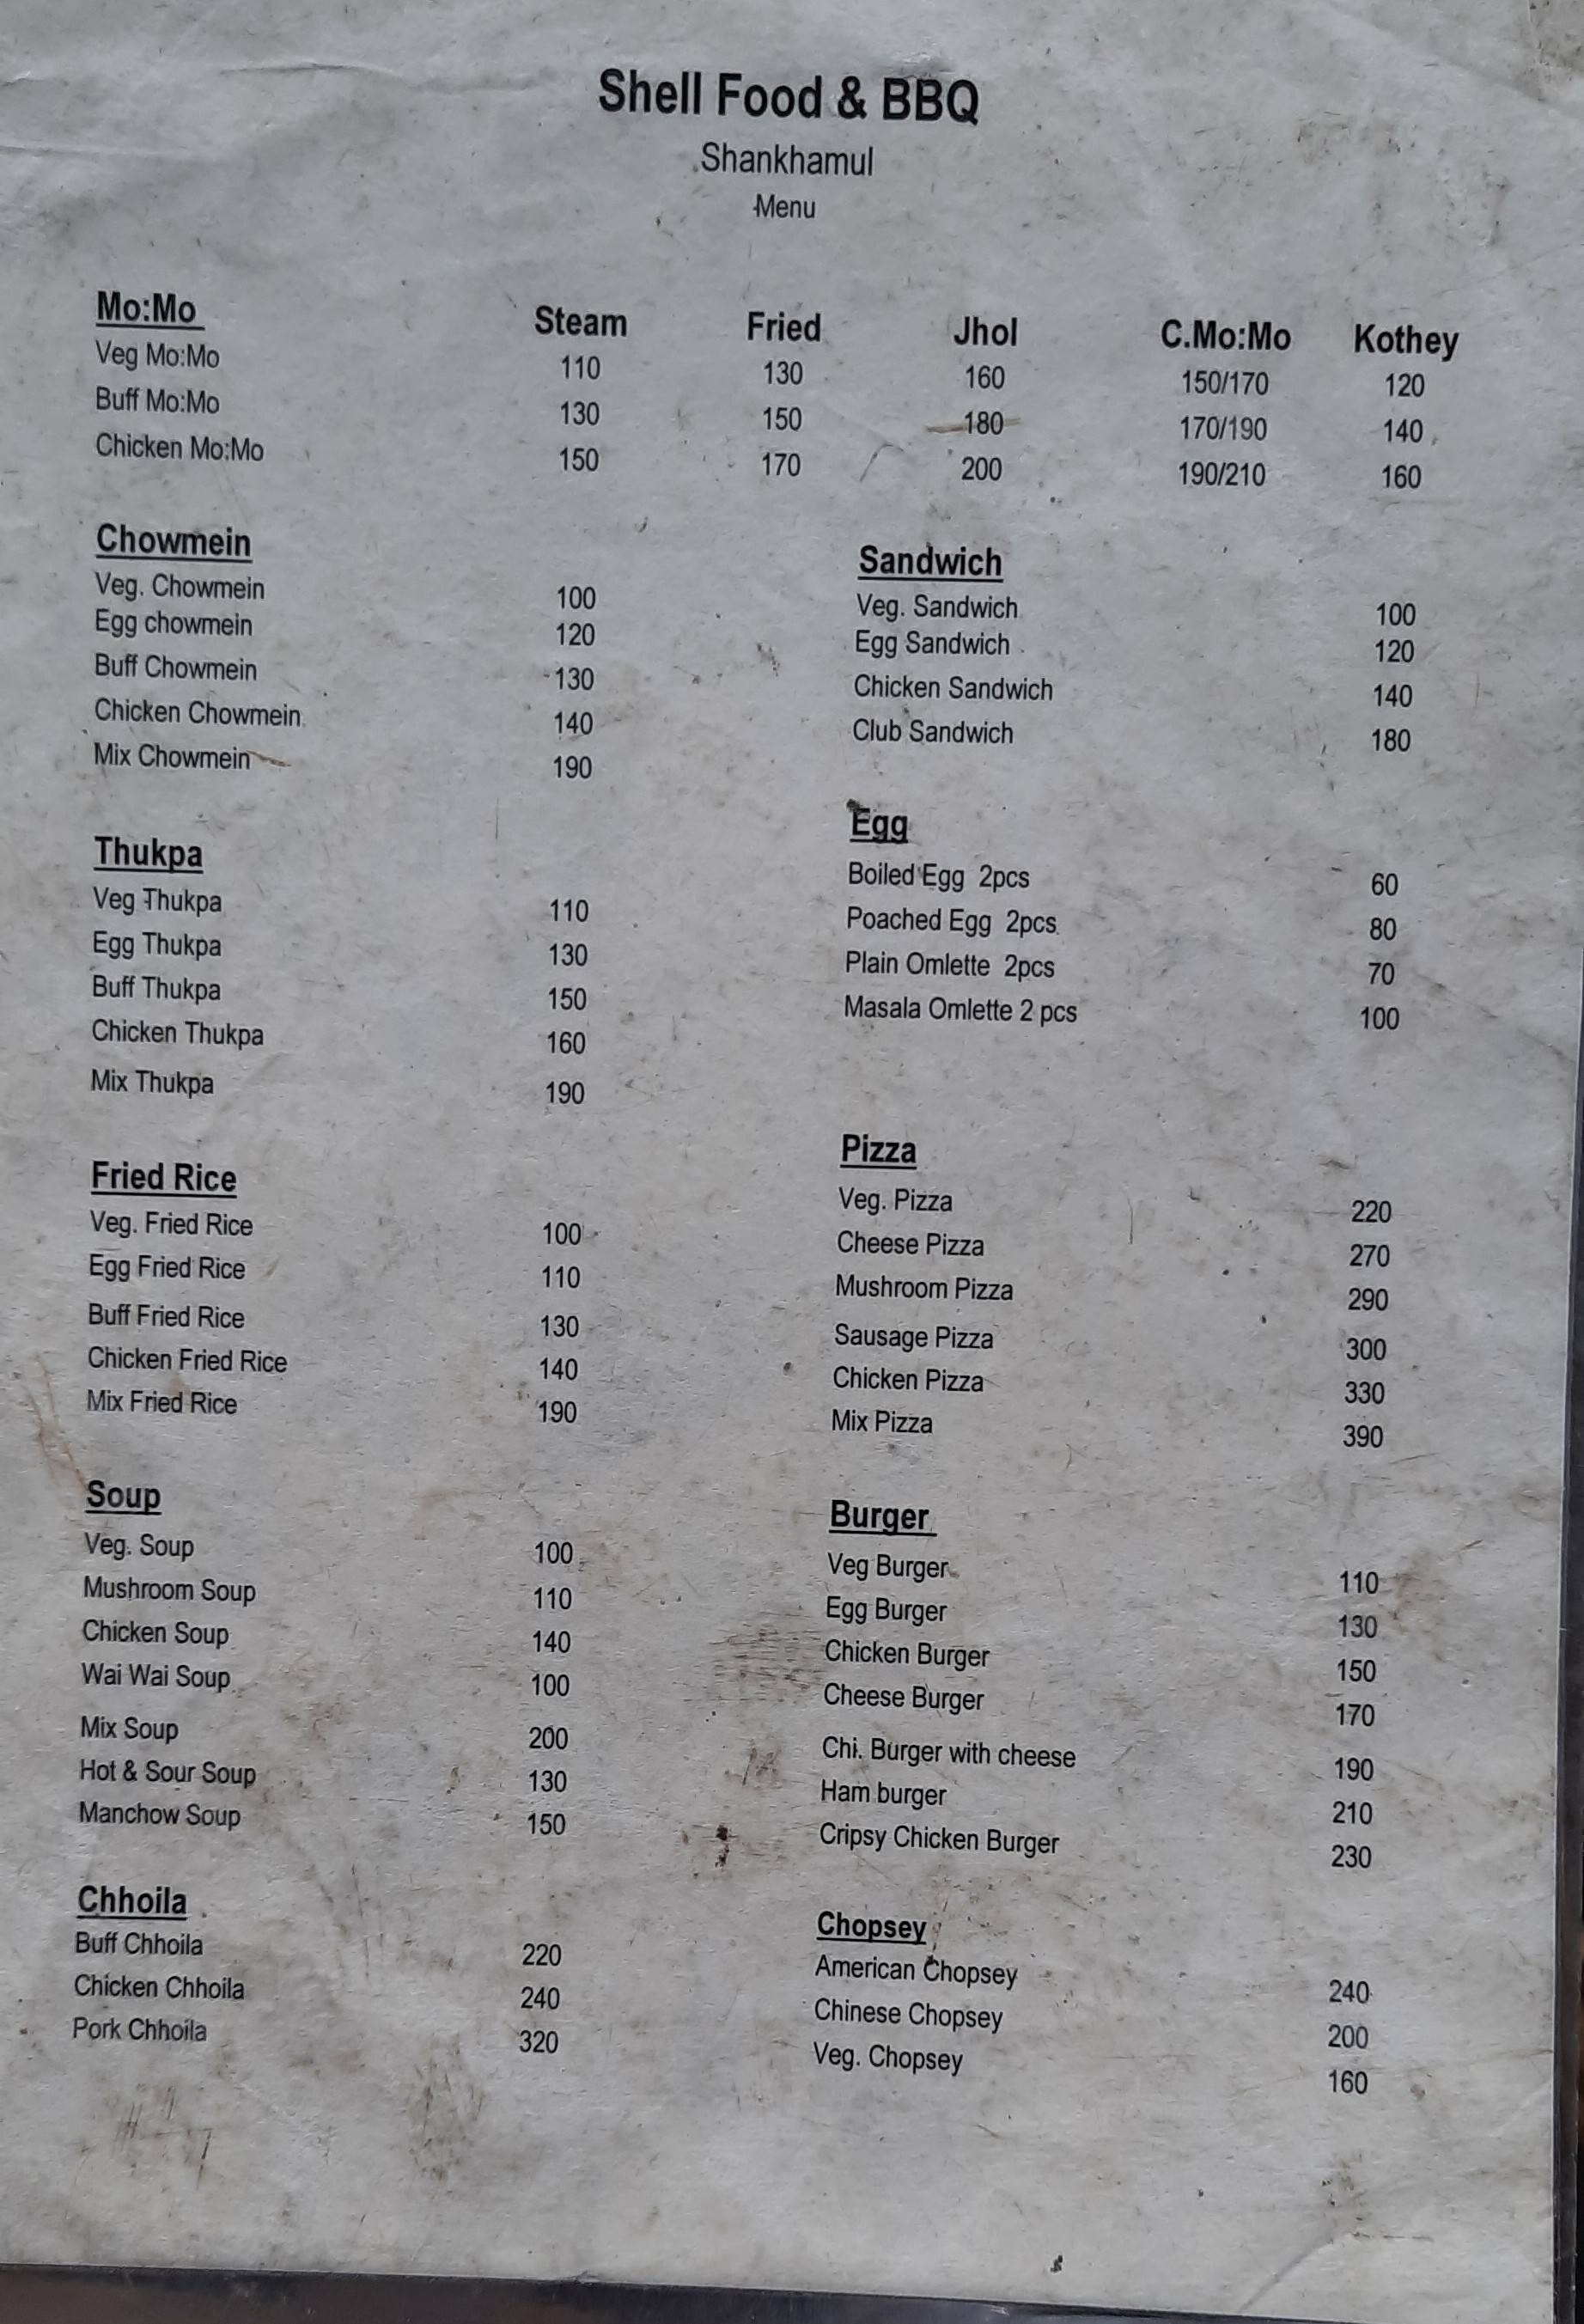 Shell Food & BBQ
Shankhamul
Menu
Mo:Mo Steam Fried Jhol C.Mo:Mo Kothey
Veg Mo:Mo 110 130 160 150/170 120
Buff Mo:Mo 130 150 180 170/190 140
Chicken Mo:Mo 150 170 200 190/210 160
Chowmein
Veg. Chowmein 100
Egg chowmein 120
Buff Chowmein 130
Chicken Chowmein 140
Mix Chowmein 190
Thukpa
Veg Thukpa 110
Egg Thukpa 130
Buff Thukpa 150
Chicken Thukpa 160
Mix Thukpa 190
Fried Rice
Veg. Fried Rice 100
Egg Fried Rice 110
Buff Fried Rice 130
Chicken Fried Rice 140
Mix Fried Rice 190
Soup
Veg. Soup 100
Mushroom Soup 110
Chicken Soup 140
Wai Wai Soup 100
Mix Soup 200
Hot & Sour Soup 130
Manchow Soup 150
Chhoila
Buff Chhoila 220
Chicken Chhoila 240
Pork Chhoila 320
Sandwich
Veg. Sandwich 100
Egg Sandwich 120
Chicken Sandwich 140
Club Sandwich 180
Egg
Boiled Egg 2pcs 60
Poached Egg 2pcs 80
Plain Omlette 2pcs 70
Masala Omlette 2 pcs 100
Pizza
Veg. Pizza 220
Cheese Pizza 270
Mushroom Pizza 290
Sausage Pizza 300
Chicken Pizza 330
Mix Pizza 390
Burger
Veg Burger 110
Egg Burger 130
Chicken Burger 150
Cheese Burger 170
Chi. Burger with cheese 190
Ham burger 210
Cripsy Chicken Burger 230
Chopsey
American Chopsey 240
Chinese Chopsey 200
Veg. Chopsey 160